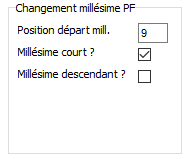 Changement millésime PF
Position départ mill. 9
Millésime court ?
Millésime descendant ?